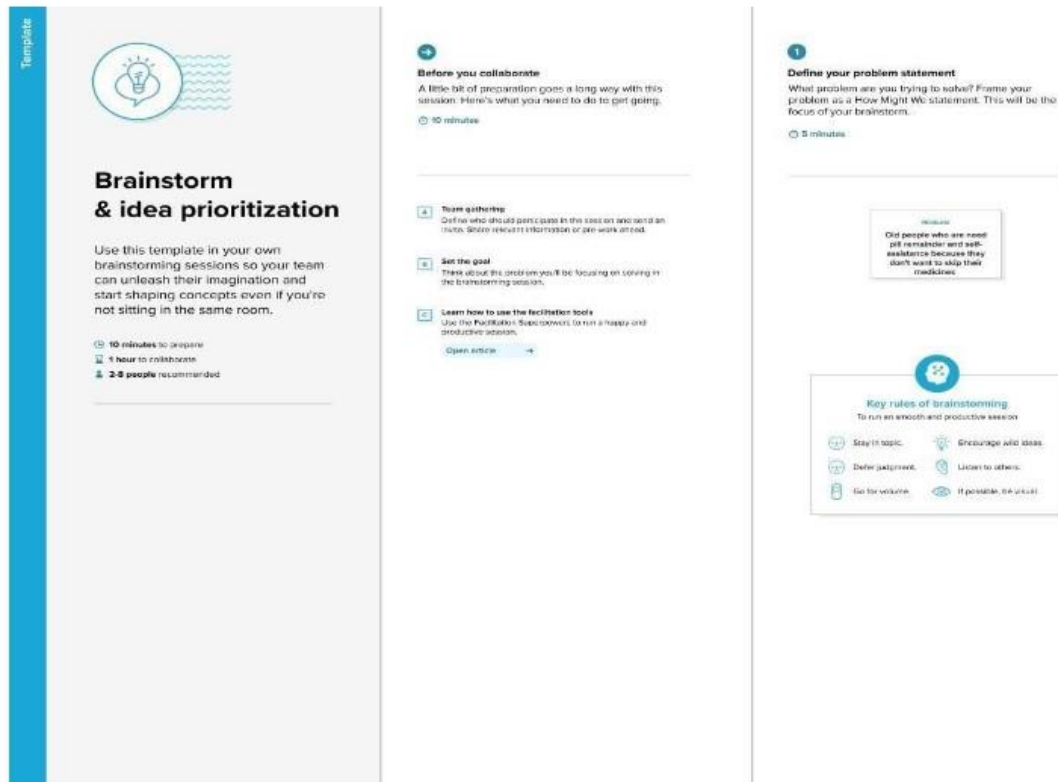 Template
Brainstorm
& idea prioritization
Use this template in your own
brainstorming sessions so your team
can unleash their imagination and
start shaping concepts even if you're
not sitting in the same room.
10 minutes to prepare
1 hour to collaborate
2-8 people recommended
Before you collaborate
A little bit of preparation goes a long way with this
session. Here's what you need to do to get going.
10 minutes
A
Team gathering
Define who should participate in the session and send an
invite. Share relevant information or pre-work ahead.
B
Set the goal
Think about the problem you'll be focusing on solving in
the brainstorming session.
C
Learn how to use the facilitation tools
Use the Facilitation Superpowers to run a happy and
productive session.
Open article
1
Define your problem statement
What problem are you trying to solve? Frame your
problem as a How Might We statement. This will be the
focus of your brainstorm.
5 minutes
PROBLEM
Old people who are need
pill remainder and self-
assistance because they
don't want to skip their
medicines
Key rules of brainstorming
To run an smooth and productive session
Stay in topic.
Encourage wild ideas.
Defer judgment.
Listen to others.
Go for volume.
If possible, be visual.